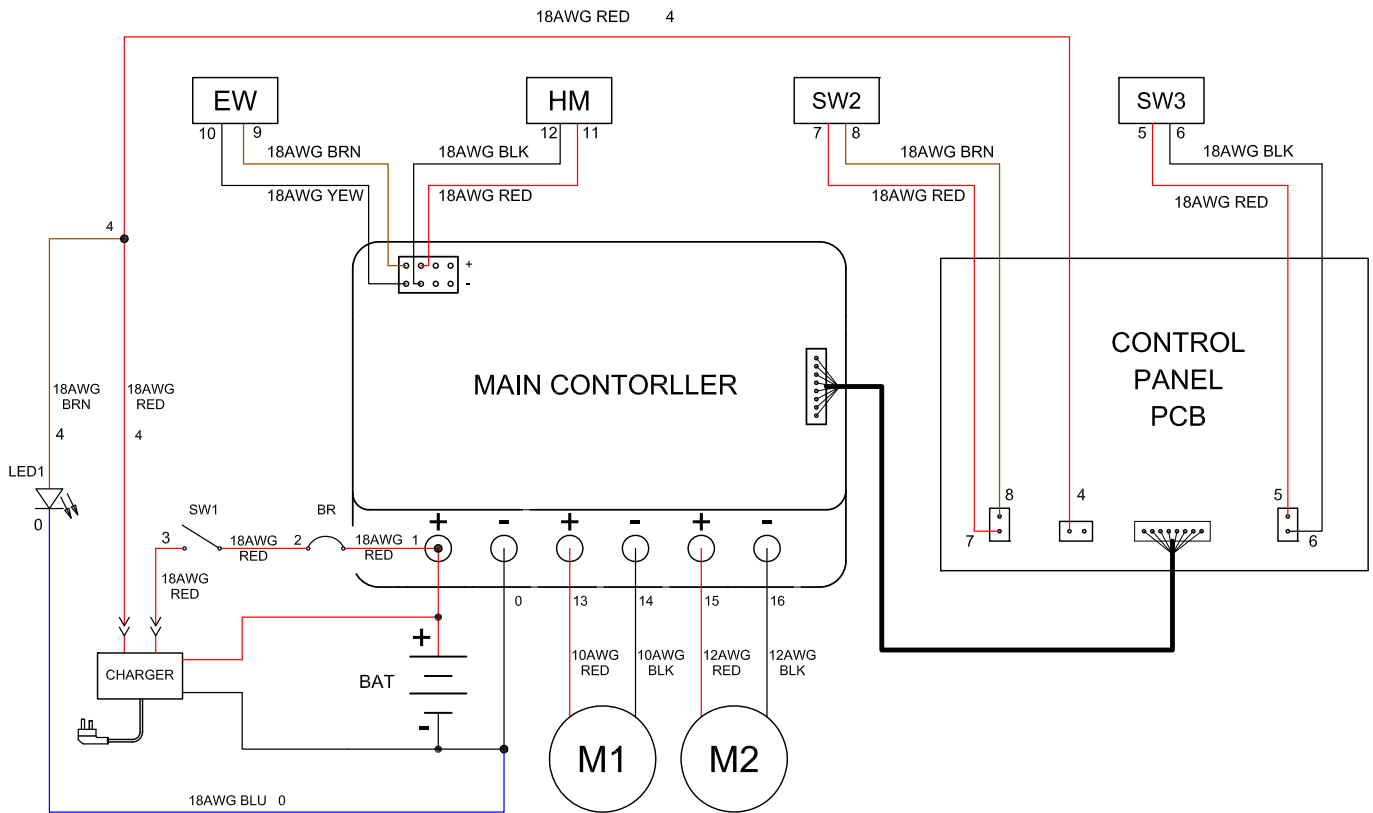 18AWG RED 4
EW
HM
SW2
SW3
10 9
12 11
7 8
5 6
18AWG BRN
18AWG BLK
18AWG BRN
18AWG BLK
18AWG YEW
18AWG RED
18AWG RED
18AWG RED
4
+
-
MAIN CONTORLLER
CONTROL
PANEL
PCB
18AWG
BRN
4
18AWG
RED
4
LED1
0
SW1
BR
3
18AWG
RED
2
18AWG
RED
1
18AWG
RED
+ - + - + -
8
7
4
5
6
0 13 14 15 16
CHARGER
+
BAT
-
10AWG
RED
10AWG
BLK
12AWG
RED
12AWG
BLK
M1
M2
18AWG BLU 0